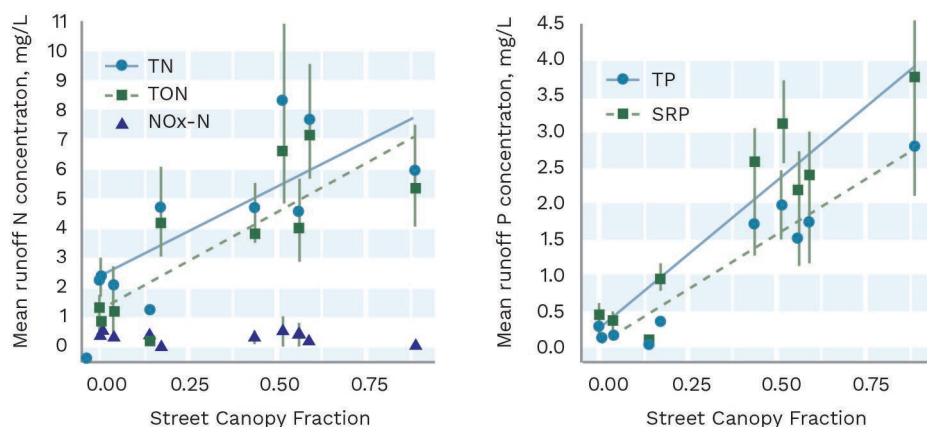 Mean runoff N concentraton, mg/L
11
10
9
8
7
6
5
4
3
2
1
0
TN
TON
NOx-N
0.00 0.25 0.50 0.75
Street Canopy Fraction
Mean runoff P concentraton, mg/L
4.5
4.0
3.5
3.0
2.5
2.0
1.5
1.0
0.5
0.0
TP
SRP
0.00 0.25 0.50 0.75
Street Canopy Fraction